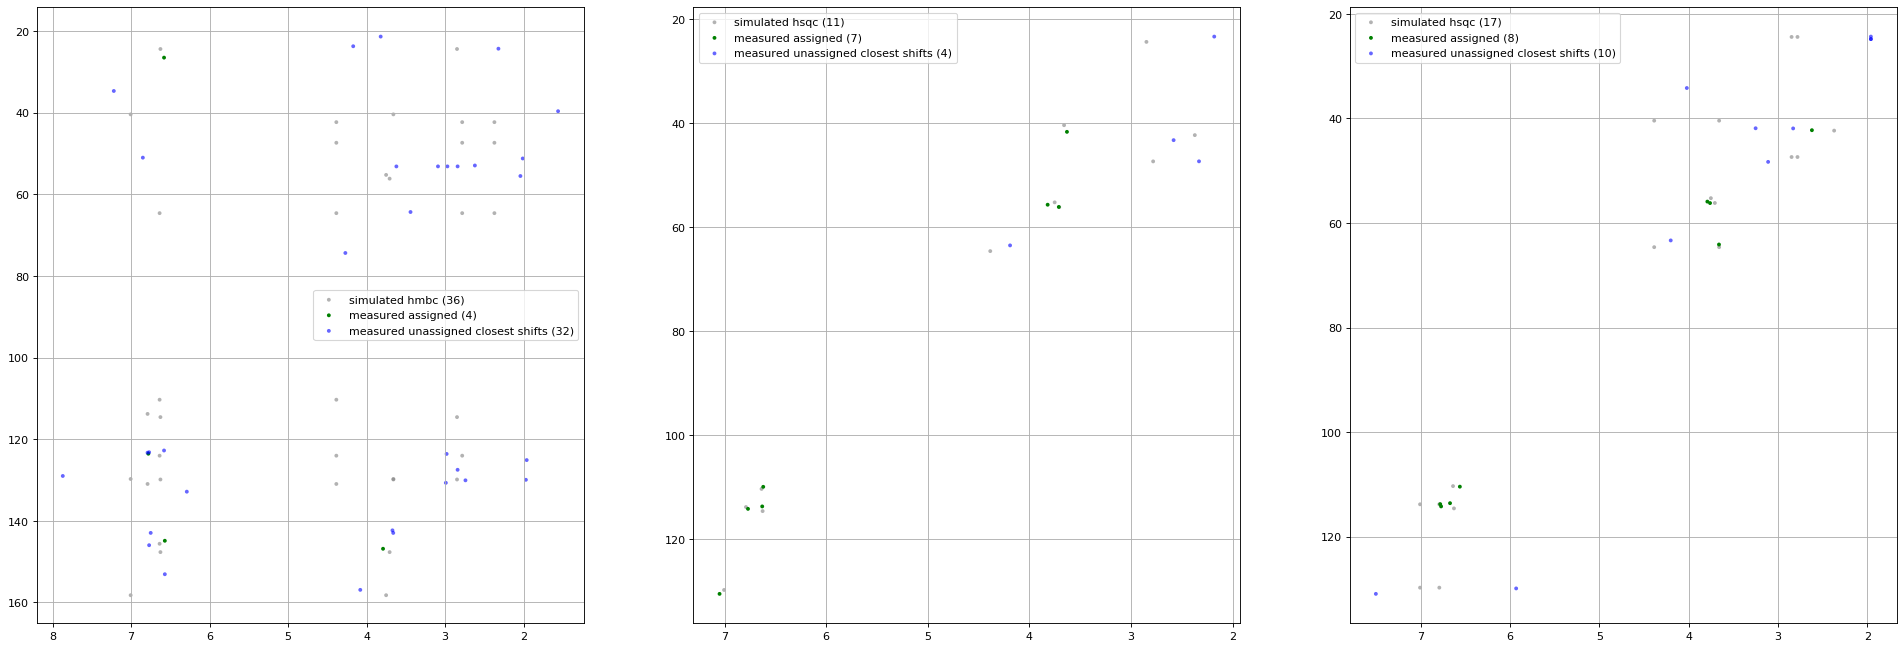 20
40
60
80
100
120
140
160
8 7 6 5 4 3 2
simulated hmbc (36)
measured assigned (4)
measured unassigned closest shifts (32)
simulated hsqc (11)
measured assigned (7)
measured unassigned closest shifts (4)
20
40
60
80
100
120
7 6 5 4 3 2
simulated hsqc (17)
measured assigned (8)
measured unassigned closest shifts (10)
20
40
60
80
100
120
7 6 5 4 3 2